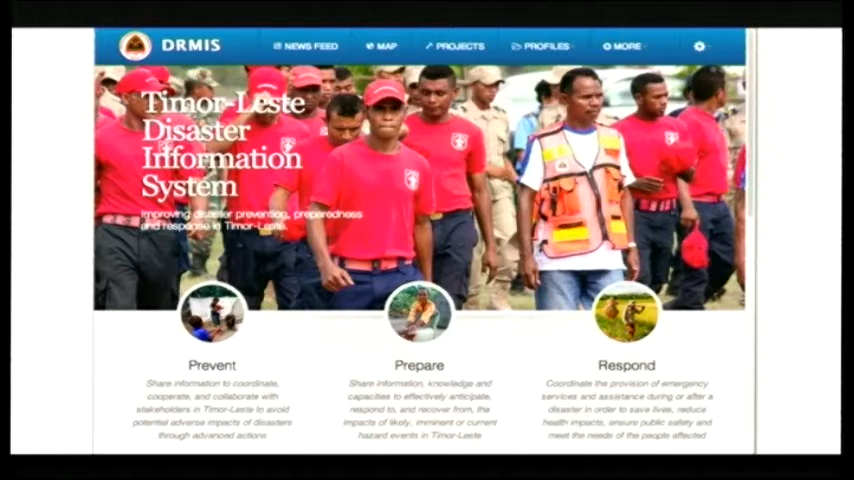 DRMIS
NEWS FEED
MAP
PROJECTS
PROFILES
MORE
Timor-Leste
Disaster
Information
System
Improving disaster prevention, preparedness
and response in Timor-Leste.
Prevent
Share information to coordinate,
cooperate, and collaborate with
stakeholders in Timor-Leste to avoid
potential adverse impacts of disasters
through advanced actions
Prepare
Share information, knowledge and
capacities to effectively anticipate,
respond to, and recover from, the
impacts of likely, imminent or current
hazard events in Timor-Leste
Respond
Coordinate the provision of emergency
services and assistance during or after a
disaster in order to save lives, reduce
health impacts, ensure public safety and
meet the needs of the people affected